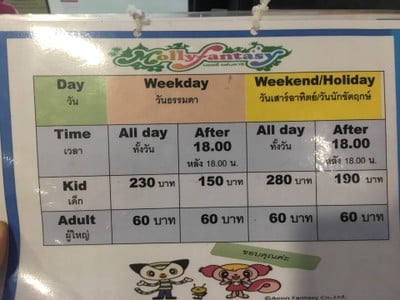 Mollyfantasy
Day Weekday Weekend/Holiday
วัน วันธรรมดา วันเสาร์อาทิตย์/วันนักขัตฤกษ์
Time All day After 18.00 All day After 18.00
เวลา ทั้งวัน หลัง 18.00 น. ทั้งวัน หลัง 18.00 น.
Kid 230 บาท 150 บาท 280 บาท 190 บาท
เด็ก
Adult 60 บาท 60 บาท 60 บาท 60 บาท
ผู้ใหญ่
ขอบคุณค่ะ
©Aeon Fantasy Co.,Ltd.